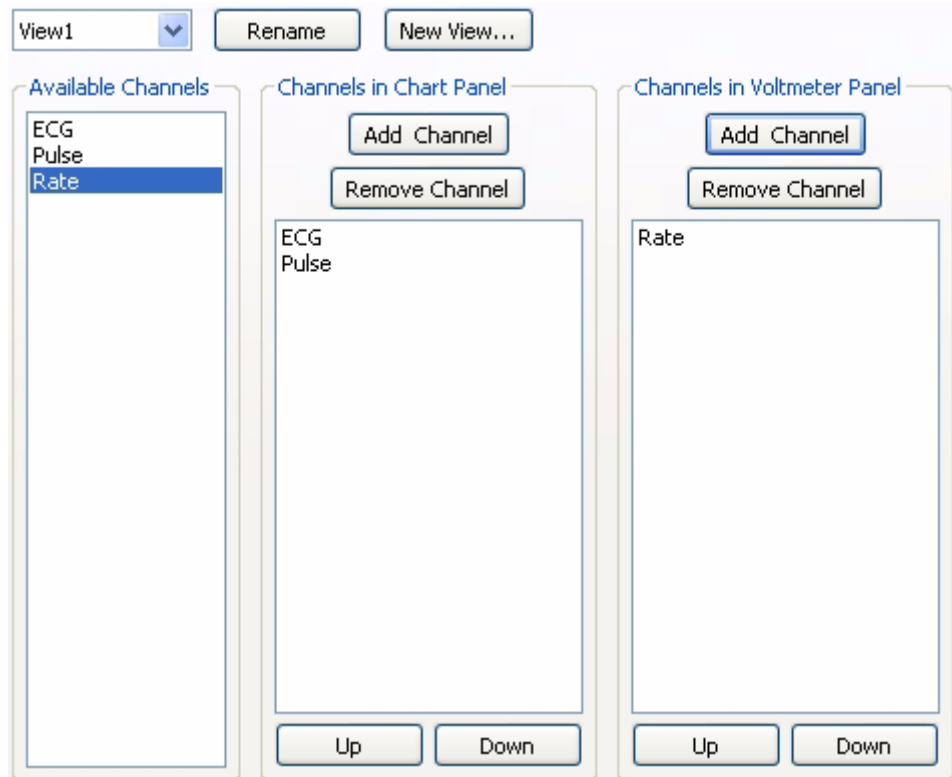 View1 Rename New View...
Available Channels
ECG
Pulse
Rate
Channels in Chart Panel
Add Channel
Remove Channel
ECG
Pulse
Up Down
Channels in Voltmeter Panel
Add Channel
Remove Channel
Rate
Up Down